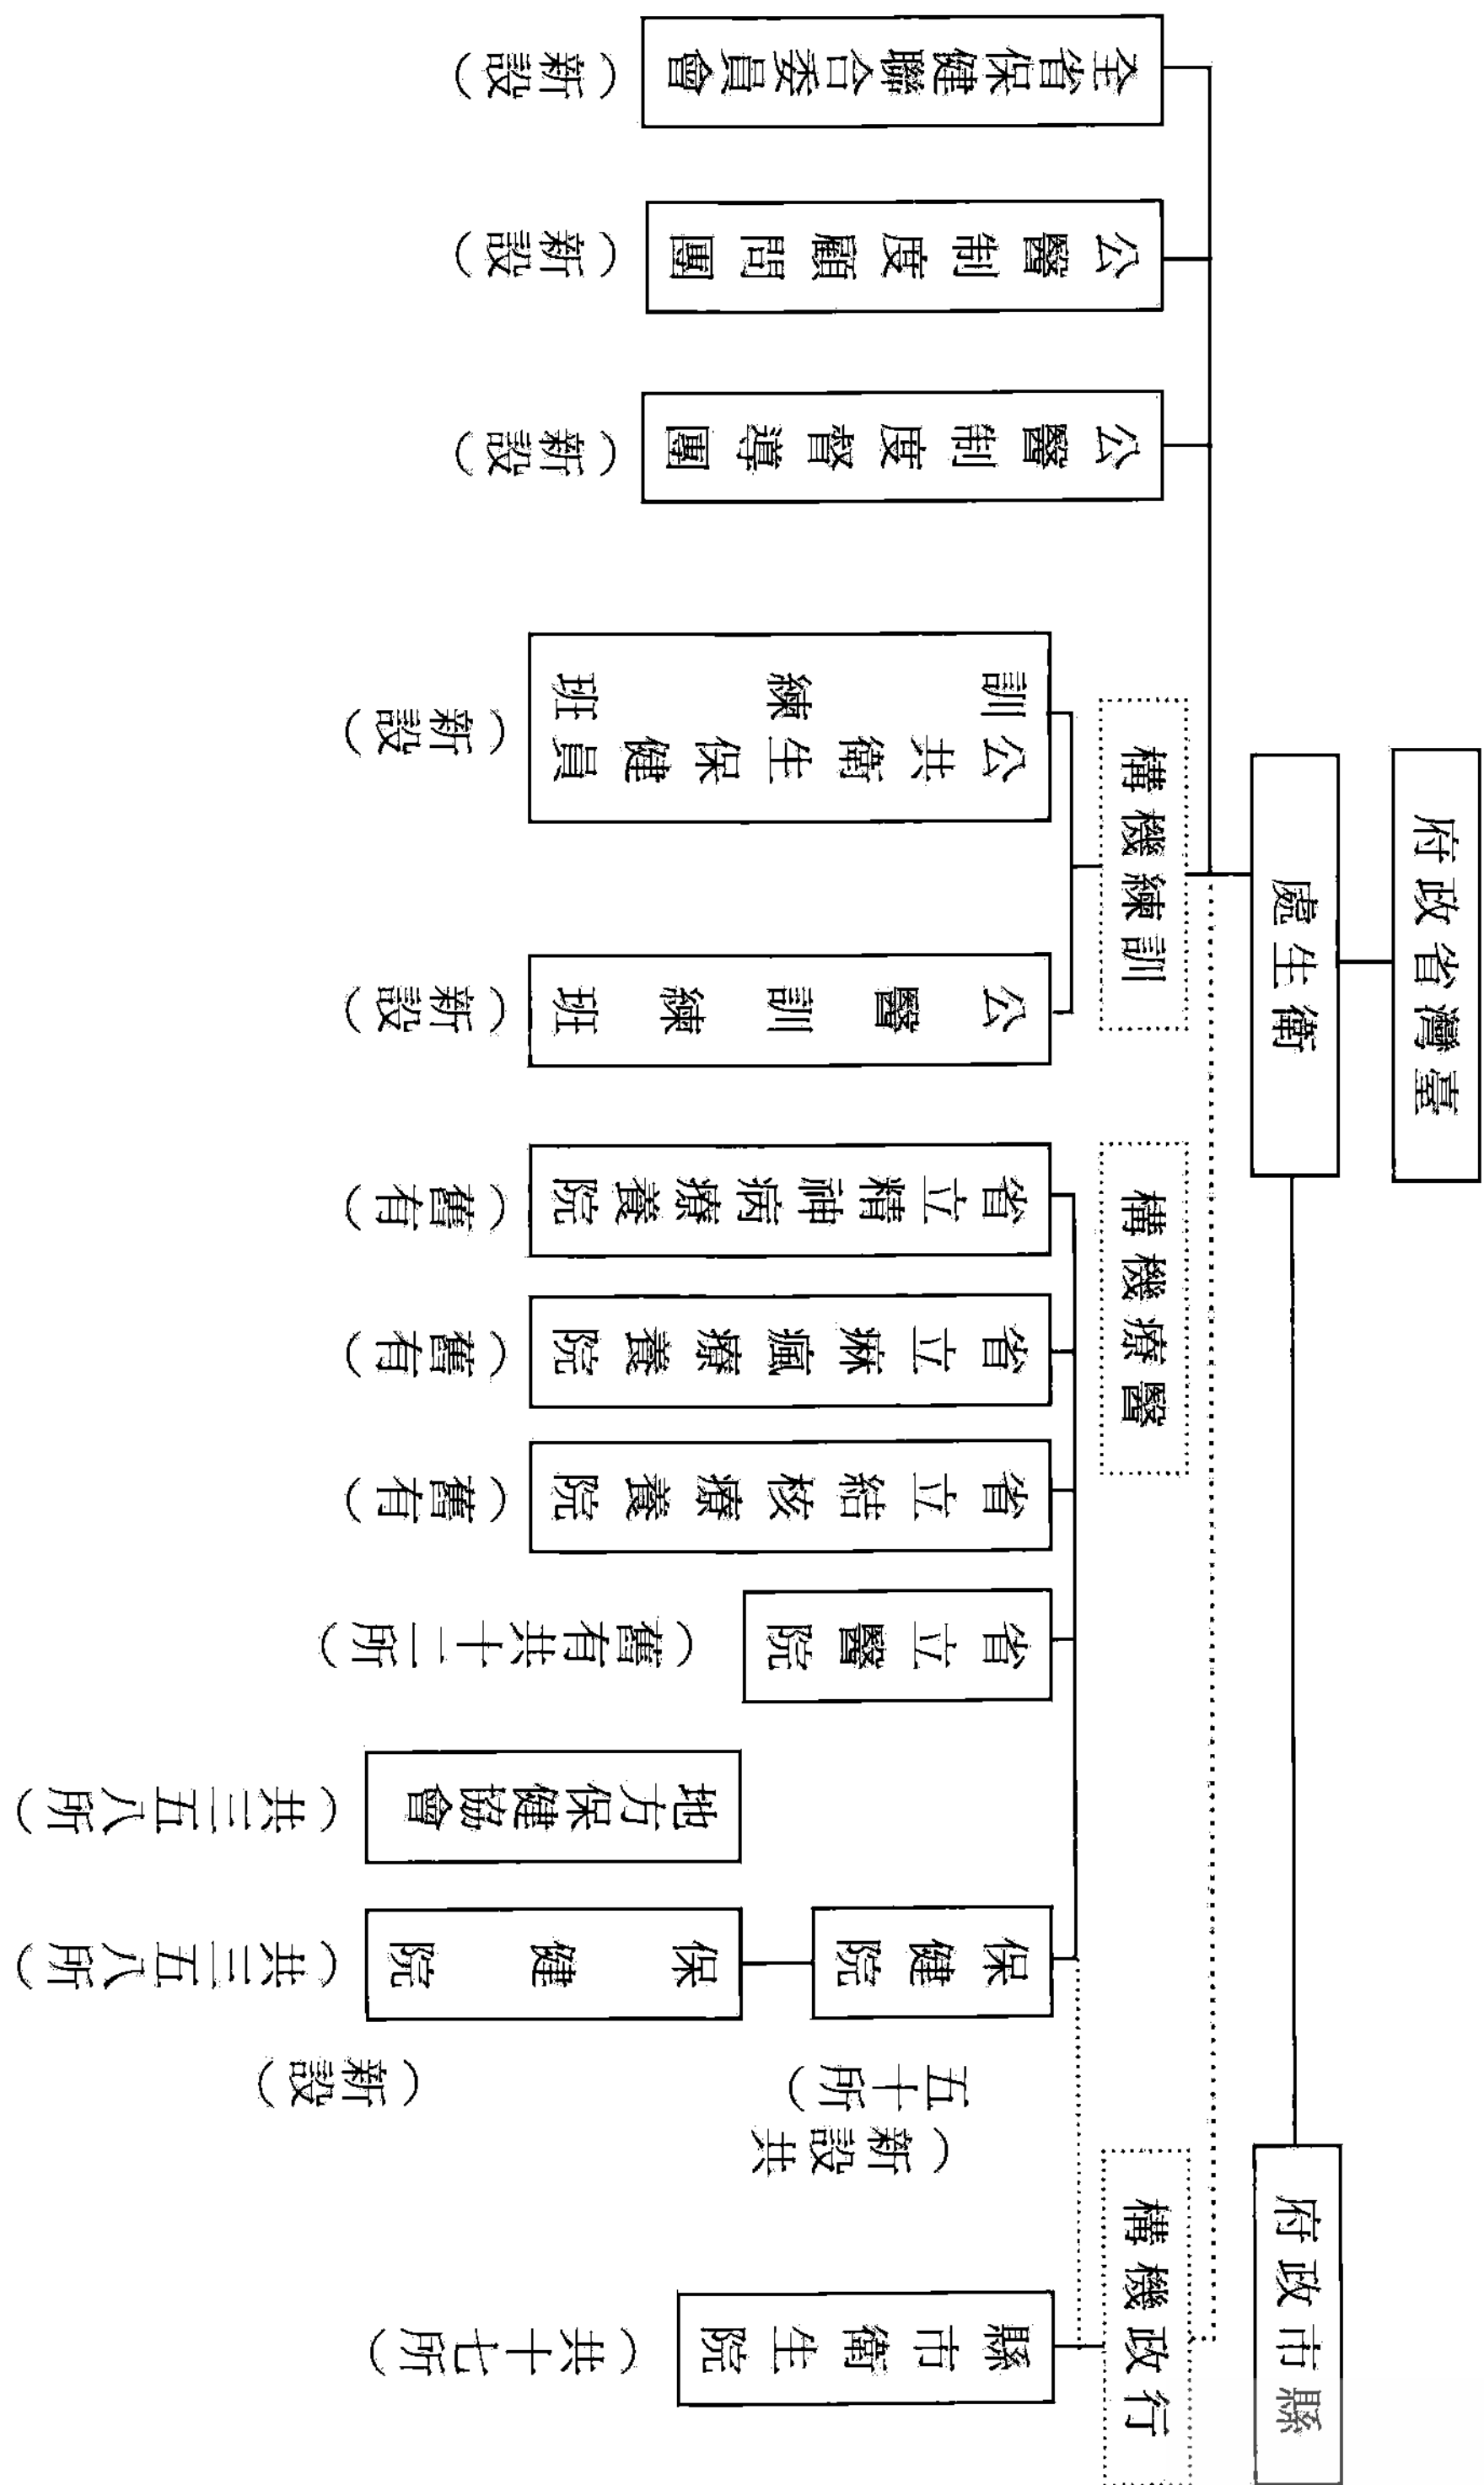 臺灣省政府
衛生處
縣市政府
行政機構
醫療機構
訓練機構
縣市衛生院
(共十七所)
保健院
(新設共
五十所)
保健院
(共三五八所)
(新設)
地方保健協會
(共三五八所)
省立醫院
(舊有共十二所)
省立結核療養院
(舊有)
省立痳瘋療養院
(舊有)
省立精神病療養院
(舊有)
公醫訓練班
(新設)
公共衛生保健員
訓練班
(新設)
公醫制度督導團
(新設)
公醫制度顧問團
(新設)
全省保健聯合委員會
(新設)